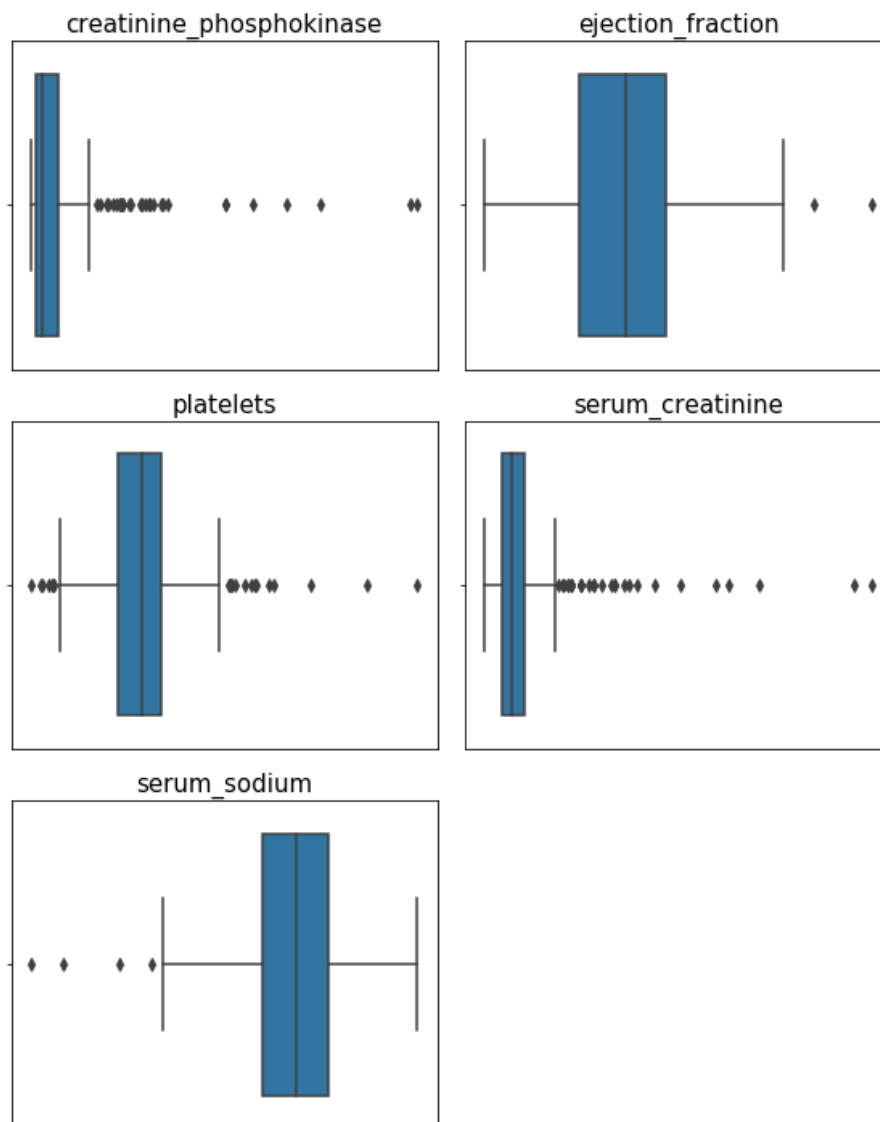 creatinine_phosphokinase
ejection_fraction
platelets
serum_creatinine
serum_sodium